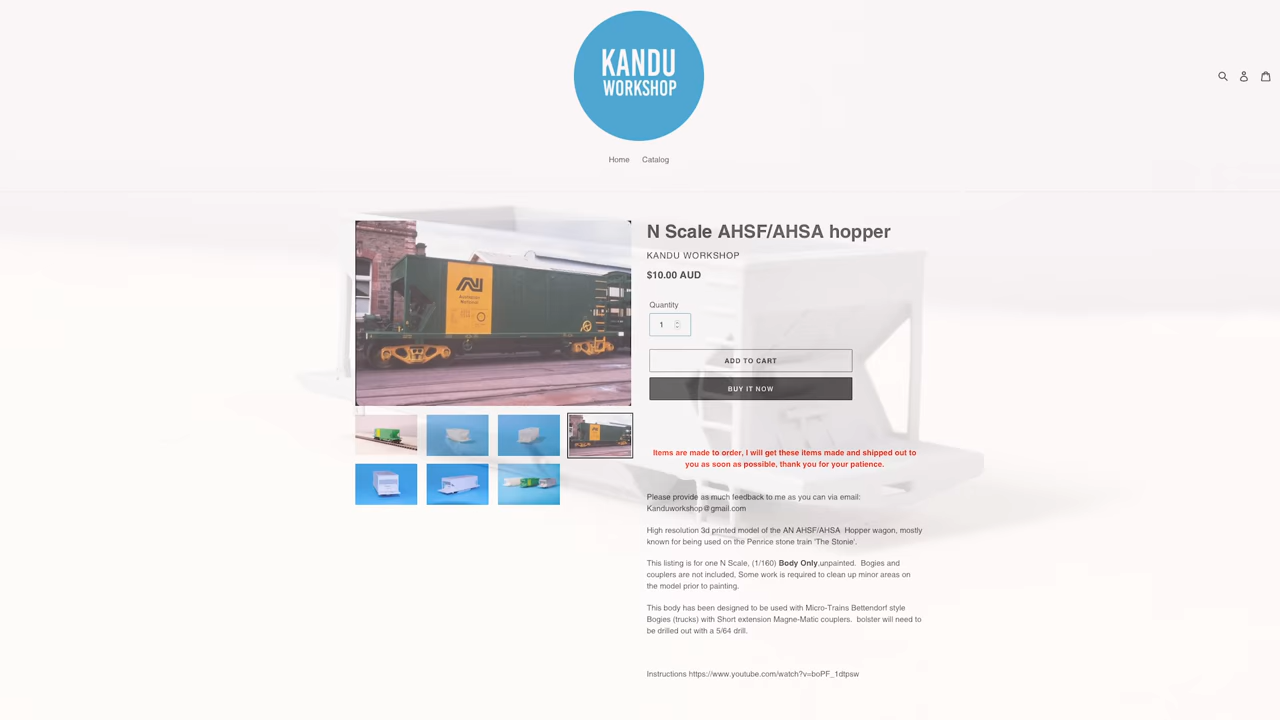 KANDU
WORKSHOP
Home Catalog
N Scale AHSF/AHSA hopper
KANDU WORKSHOP
$10.00 AUD
Quantity
1
ADD TO CART
BUY IT NOW
Items are made to order, I will get these items made and shipped out to
you as soon as possible, thank you for your patience.
Please provide as much feedback to me as you can via email:
Kanduworkshop@gmail.com
High resolution 3d printed model of the AN AHSF/AHSA  Hopper wagon, mostly
known for being used on the Penrice stone train 'The Stonie'.
This listing is for one N Scale, (1/160) Body Only.unpainted.  Bogies and
couplers are not included, Some work is required to clean up minor areas on
the model prior to painting.
This body has been designed to be used with Micro-Trains Bettendorf style
Bogies (trucks) with Short extension Magne-Matic couplers.  bolster will need to
be drilled out with a 5/64 drill.
Instructions https://www.youtube.com/watch?v=boPF_1dtpsw